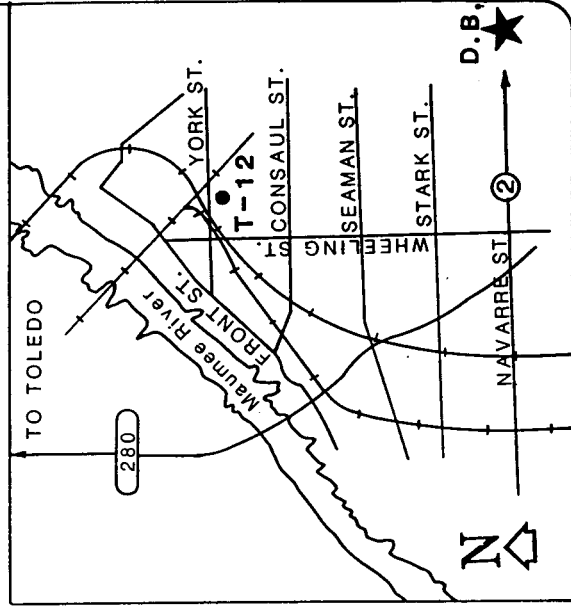 TO TOLEDO
280
Maumee River
FRONT ST.
YORK ST.
T-12
CONSAUL ST.
WHEELING ST.
SEAMAN ST.
STARK ST.
NAVARRE ST.
2
D.B,
N